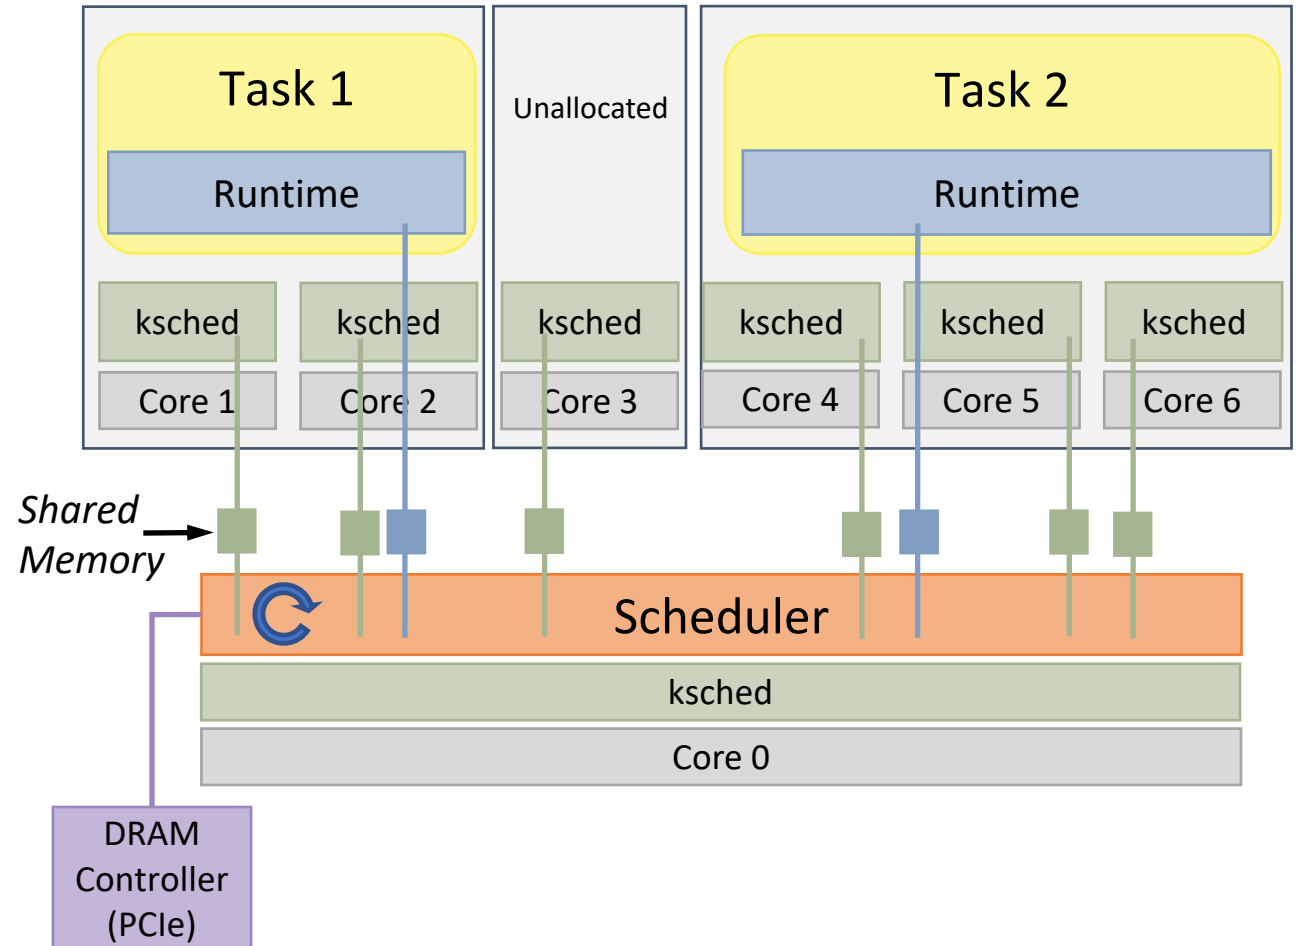 Task 1
Unallocated
Task 2
Runtime
Runtime
ksched
ksched
ksched
ksched
ksched
ksched
Core 1
Core 2
Core 3
Core 4
Core 5
Core 6
Shared
Memory
Scheduler
ksched
Core 0
DRAM
Controller
(PCIe)